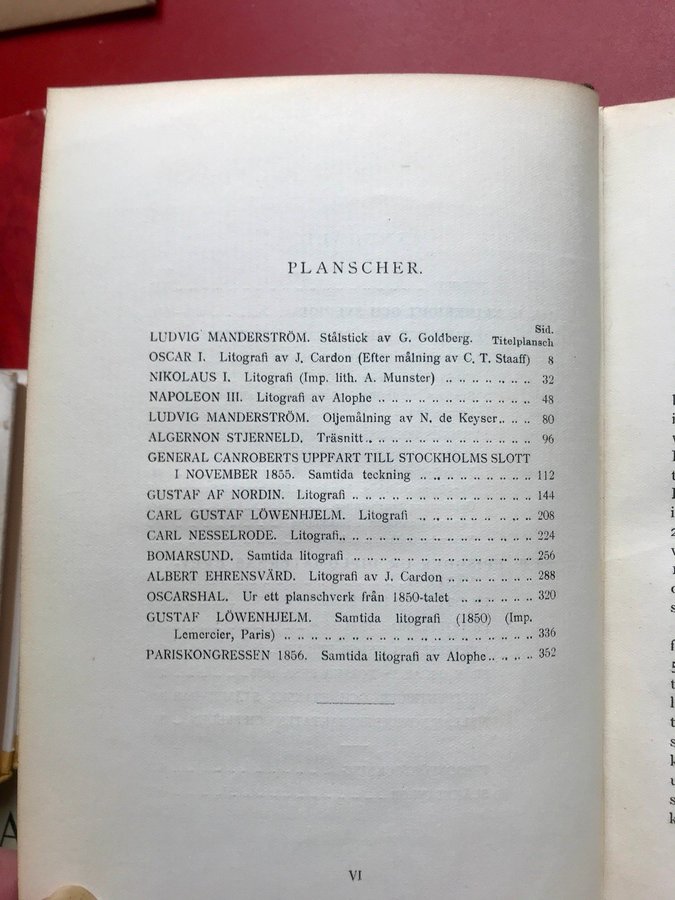 PLANSCHER.
Sid.
LUDVIG MANDERSTRÖM. Stålstick av G. Goldberg. Titelplansch
OSCAR I. Litografi av J. Cardon (Efter målning av C. T. Staaff) 8
NIKOLAUS I. Litografi (Imp. lith. A. Munster) .. .. .. .. .. .. 32
NAPOLEON III. Litografi av Alophe .. .. .. .. .. .. .. .. .. 48
LUDVIG MANDERSTRÖM. Oljemålning av N. de Keyser.. .. .. 80
ALGERNON STJERNELD. Träsnitt .. .. .. .. .. .. .. .. .. .. 96
GENERAL CANROBERTS UPPFART TILL STOCKHOLMS SLOTT
I NOVEMBER 1855. Samtida teckning .. .. .. .. .. .. .. 112
GUSTAF AF NORDIN. Litografi .. .. .. .. .. .. .. .. .. .. .. 144
CARL GUSTAF LÖWENHJELM. Litografi .. .. .. .. .. .. .. 208
CARL NESSELRODE. Litografi.. .. .. .. .. .. .. .. .. .. .. 224
BOMARSUND. Samtida litografi .. .. .. .. .. .. .. .. .. .. 256
ALBERT EHRENSVÄRD. Litografi av J. Cardon .. .. .. .. .. 288
OSCARSHAL. Ur ett planschverk från 1850-talet .. .. .. .. .. 320
GUSTAF LÖWENHJELM. Samtida litografi (1850) (Imp.
Lemercier, Paris) .. .. .. .. .. .. .. .. .. .. .. .. .. .. 336
PARISKONGRESSEN 1856. Samtida litografi av Alophe.. .. .. .. 352
VI